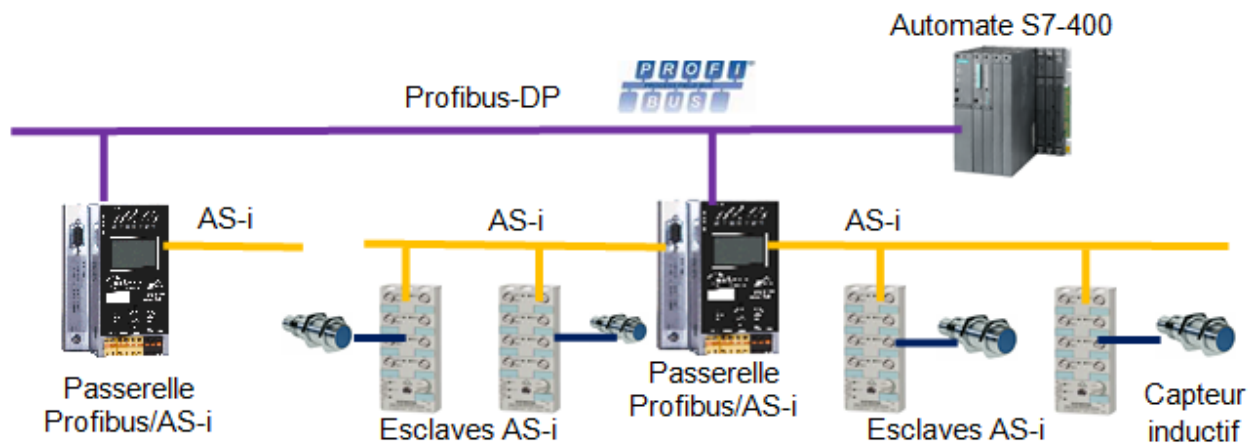 Automate S7-400
Profibus-DP
PROFI
BUS
AS-i
AS-i
AS-i
Passerelle
Profibus/AS-i
Esclaves AS-i
Passerelle
Profibus/AS-i
Esclaves AS-i
Capteur
inductif